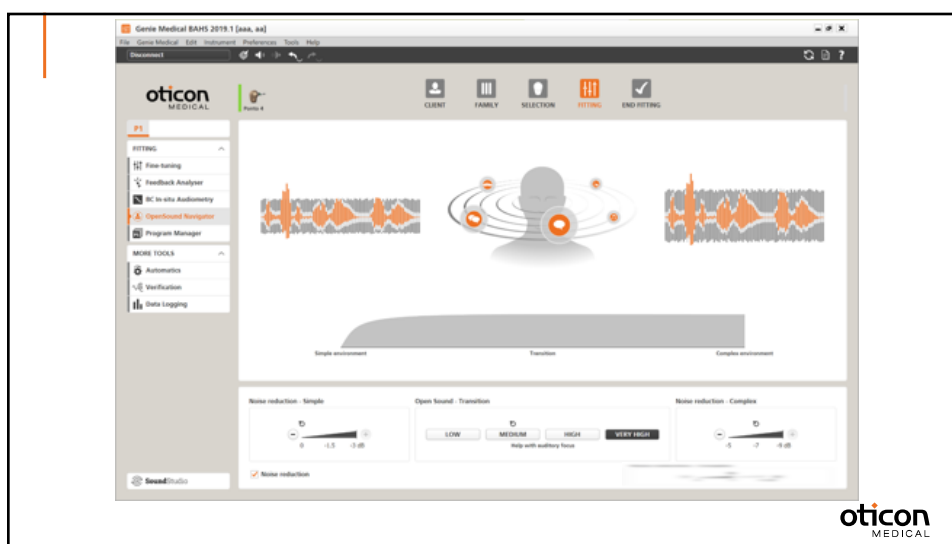 Genie Medical BAHS 2019.1 [aaa, aa]
File Genie Medical Edit Instrument Preferences Tools Help
Disconnect
?
oticon
MEDICAL
Ponto 4
CLIENT FAMILY SELECTION FITTING END FITTING
P1
FITTING
Fine-tuning
Feedback Analyser
BC In-situ Audiometry
OpenSound Navigator
Program Manager
MORE TOOLS
Automatics
Verification
Data Logging
Simple environment Transition Complex environment
Noise reduction - Simple Open Sound - Transition Noise reduction - Complex
0 -1.5 -3 dB
LOW MEDIUM HIGH VERY HIGH
Help with auditory focus
-5 -7 -9 dB
Noise reduction
SoundStudio
oticon
MEDICAL